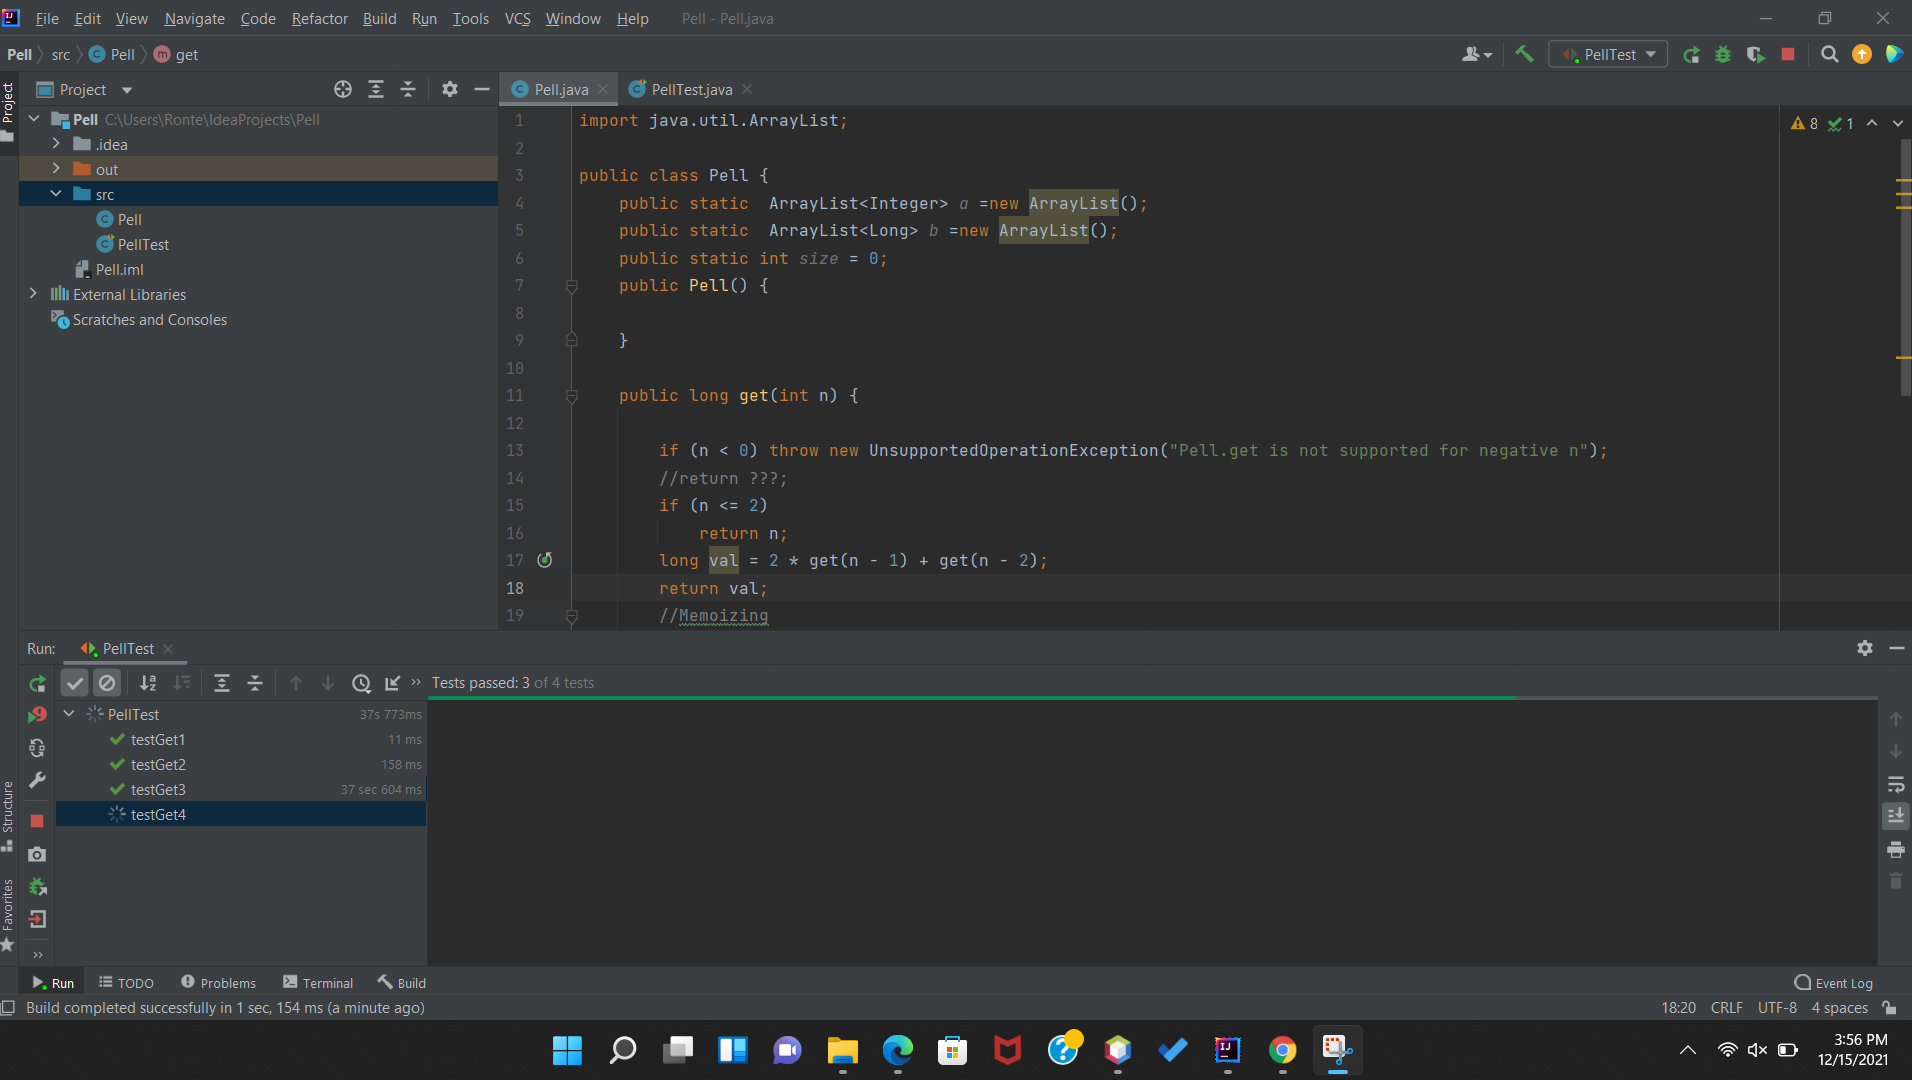 File Edit View Navigate Code Refactor Build Run Tools VCS Window Help Pell - Pell.java
Pell src Pell get
PellTest
Project
Project
Pell C:\Users\Ronte\IdeaProjects\Pell
.idea
out
src
Pell
PellTest
Pell.iml
External Libraries
Scratches and Consoles
Pell.java PellTest.java
8 1
1 import java.util.ArrayList;
2
3 public class Pell {
4 public static ArrayList<Integer> a =new ArrayList();
5 public static ArrayList<Long> b =new ArrayList();
6 public static int size = 0;
7 public Pell() {
8
9 }
10
11 public long get(int n) {
12
13 if (n < 0) throw new UnsupportedOperationException("Pell.get is not supported for negative n");
14 //return ???;
15 if (n <= 2)
16 return n;
17 long val = 2 * get(n - 1) + get(n - 2);
18 return val;
19 //Memoizing
Run: PellTest
Tests passed: 3 of 4 tests
PellTest 37s 773ms
testGet1 11 ms
testGet2 158 ms
testGet3 37 sec 604 ms
testGet4
Structure
Favorites
Run TODO Problems Terminal Build Event Log
Build completed successfully in 1 sec, 154 ms (a minute ago) 18:20 CRLF UTF-8 4 spaces
3:56 PM
12/15/2021